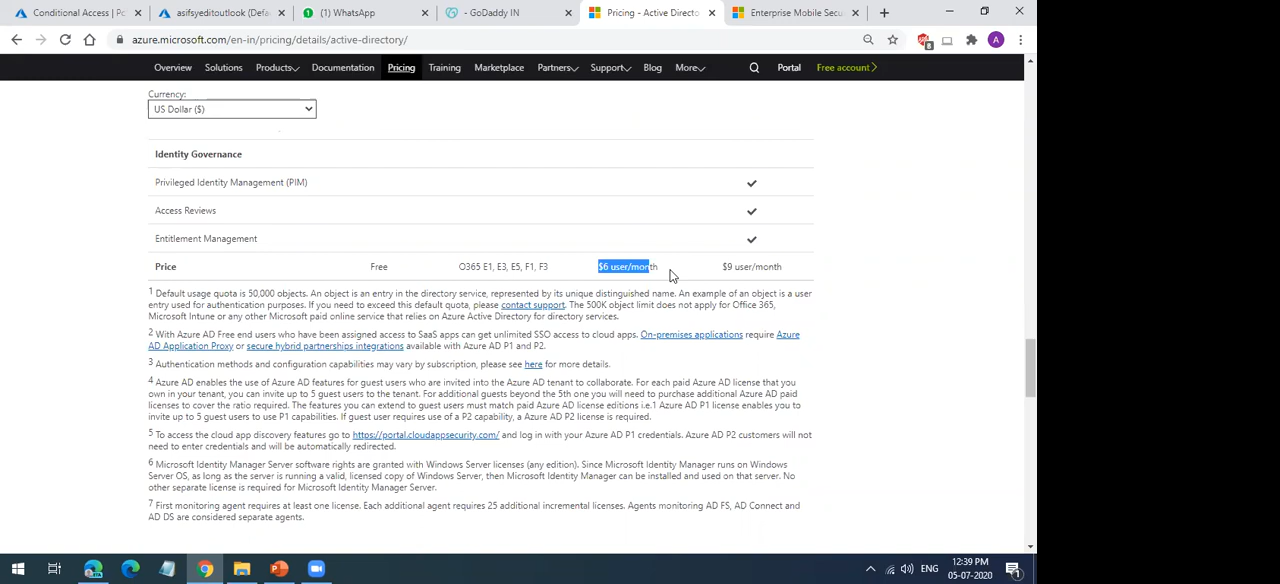 Conditional Access | P
asifsyeditoutlook (Defa
(1) WhatsApp
- GoDaddy IN
Pricing - Active Directo
Enterprise Mobile Secu
azure.microsoft.com/en-in/pricing/details/active-directory/
8
A
Overview Solutions Products Documentation Pricing Training Marketplace Partners Support Blog More Portal Free account
Currency:
US Dollar ($)
Identity Governance
Privileged Identity Management (PIM)
Access Reviews
Entitlement Management
Price Free O365 E1, E3, E5, F1, F3 $6 user/month $9 user/month
1 Default usage quota is 50,000 objects. An object is an entry in the directory service, represented by its unique distinguished name. An example of an object is a user
entry used for authentication purposes. If you need to exceed this default quota, please contact support. The 500K object limit does not apply for Office 365,
Microsoft Intune or any other Microsoft paid online service that relies on Azure Active Directory for directory services.
2 With Azure AD Free end users who have been assigned access to SaaS apps can get unlimited SSO access to cloud apps. On-premises applications require Azure
AD Application Proxy or secure hybrid partnerships integrations available with Azure AD P1 and P2.
3 Authentication methods and configuration capabilities may vary by subscription, please see here for more details.
4 Azure AD enables the use of Azure AD features for guest users who are invited into the Azure AD tenant to collaborate. For each paid Azure AD license that you
own in your tenant, you can invite up to 5 guest users to the tenant. For additional guests beyond the 5th one you will need to purchase additional Azure AD paid
licenses to cover the ratio required. The features you can extend to guest users must match paid Azure AD license editions i.e.1 Azure AD P1 license enables you to
invite up to 5 guest users to use P1 capabilities. If guest user requires use of a P2 capability, a Azure AD P2 license is required.
5 To access the cloud app discovery features go to https://portal.cloudappsecurity.com/ and log in with your Azure AD P1 credentials. Azure AD P2 customers will not
need to enter credentials and will be automatically redirected.
6 Microsoft Identity Manager Server software rights are granted with Windows Server licenses (any edition). Since Microsoft Identity Manager runs on Windows
Server OS, as long as the server is running a valid, licensed copy of Windows Server, then Microsoft Identity Manager can be installed and used on that server. No
other separate license is required for Microsoft Identity Manager Server.
7 First monitoring agent requires at least one license. Each additional agent requires 25 additional incremental licenses. Agents monitoring AD FS, AD Connect and
AD DS are considered separate agents.
ENG
12:39 PM
05-07-2020
1